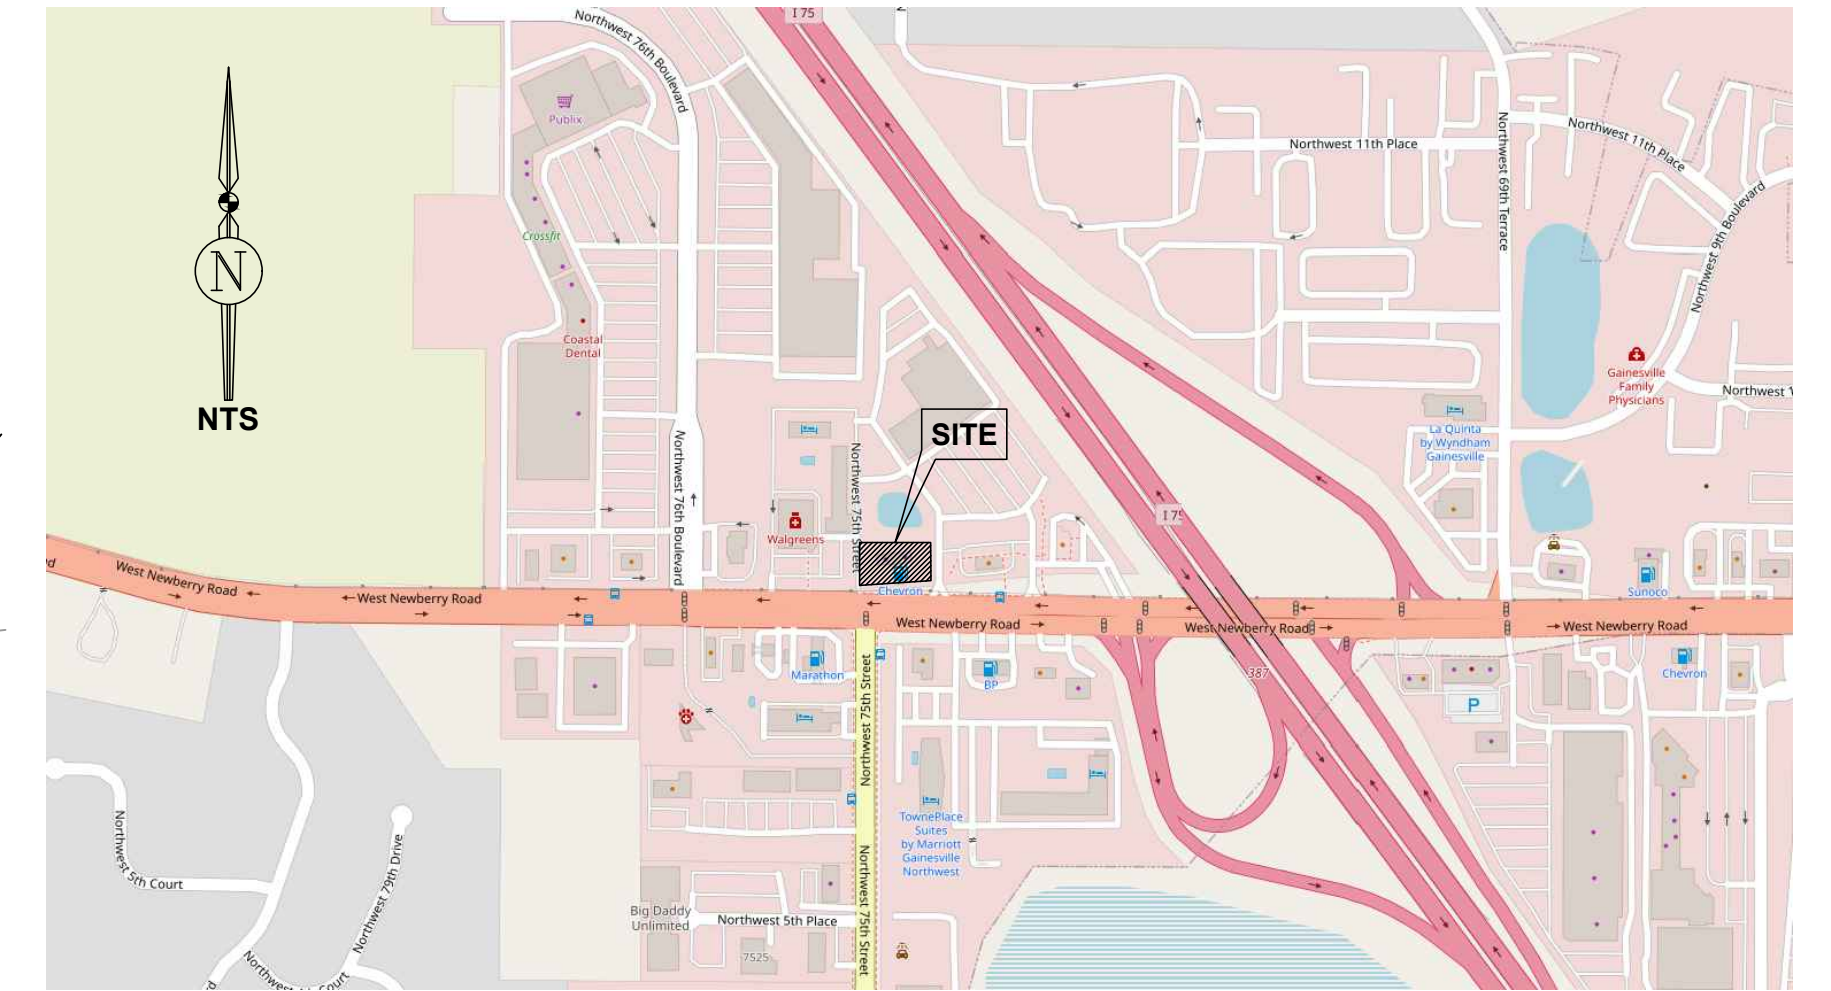 I 75
Northwest 76th Boulevard
Publix
Northwest 11th Place
Northwest 11th Place
Northwest 69th Terrace
Northwest 9th Boulevard
N
Crossfit
Coastal
Dental
Gainesville
Family
Physicians
Northwest 1
NTS
SITE
La Quinta
by Wyndham
Gainesville
Northwest 76th Boulevard
Northwest 75th Street
I 75
Walgreens
Chevron
Sunoco
West Newberry Road
West Newberry Road
West Newberry Road
West Newberry Road
West Newberry Road
Marathon
BP
387
Chevron
P
Northwest 75th Street
TownePlace
Suites
by Marriott
Gainesville
Northwest
Northwest 5th Court
Northwest 79th Drive
Northwest 75th Street
Big Daddy
Unlimited
Northwest 5th Place
7525